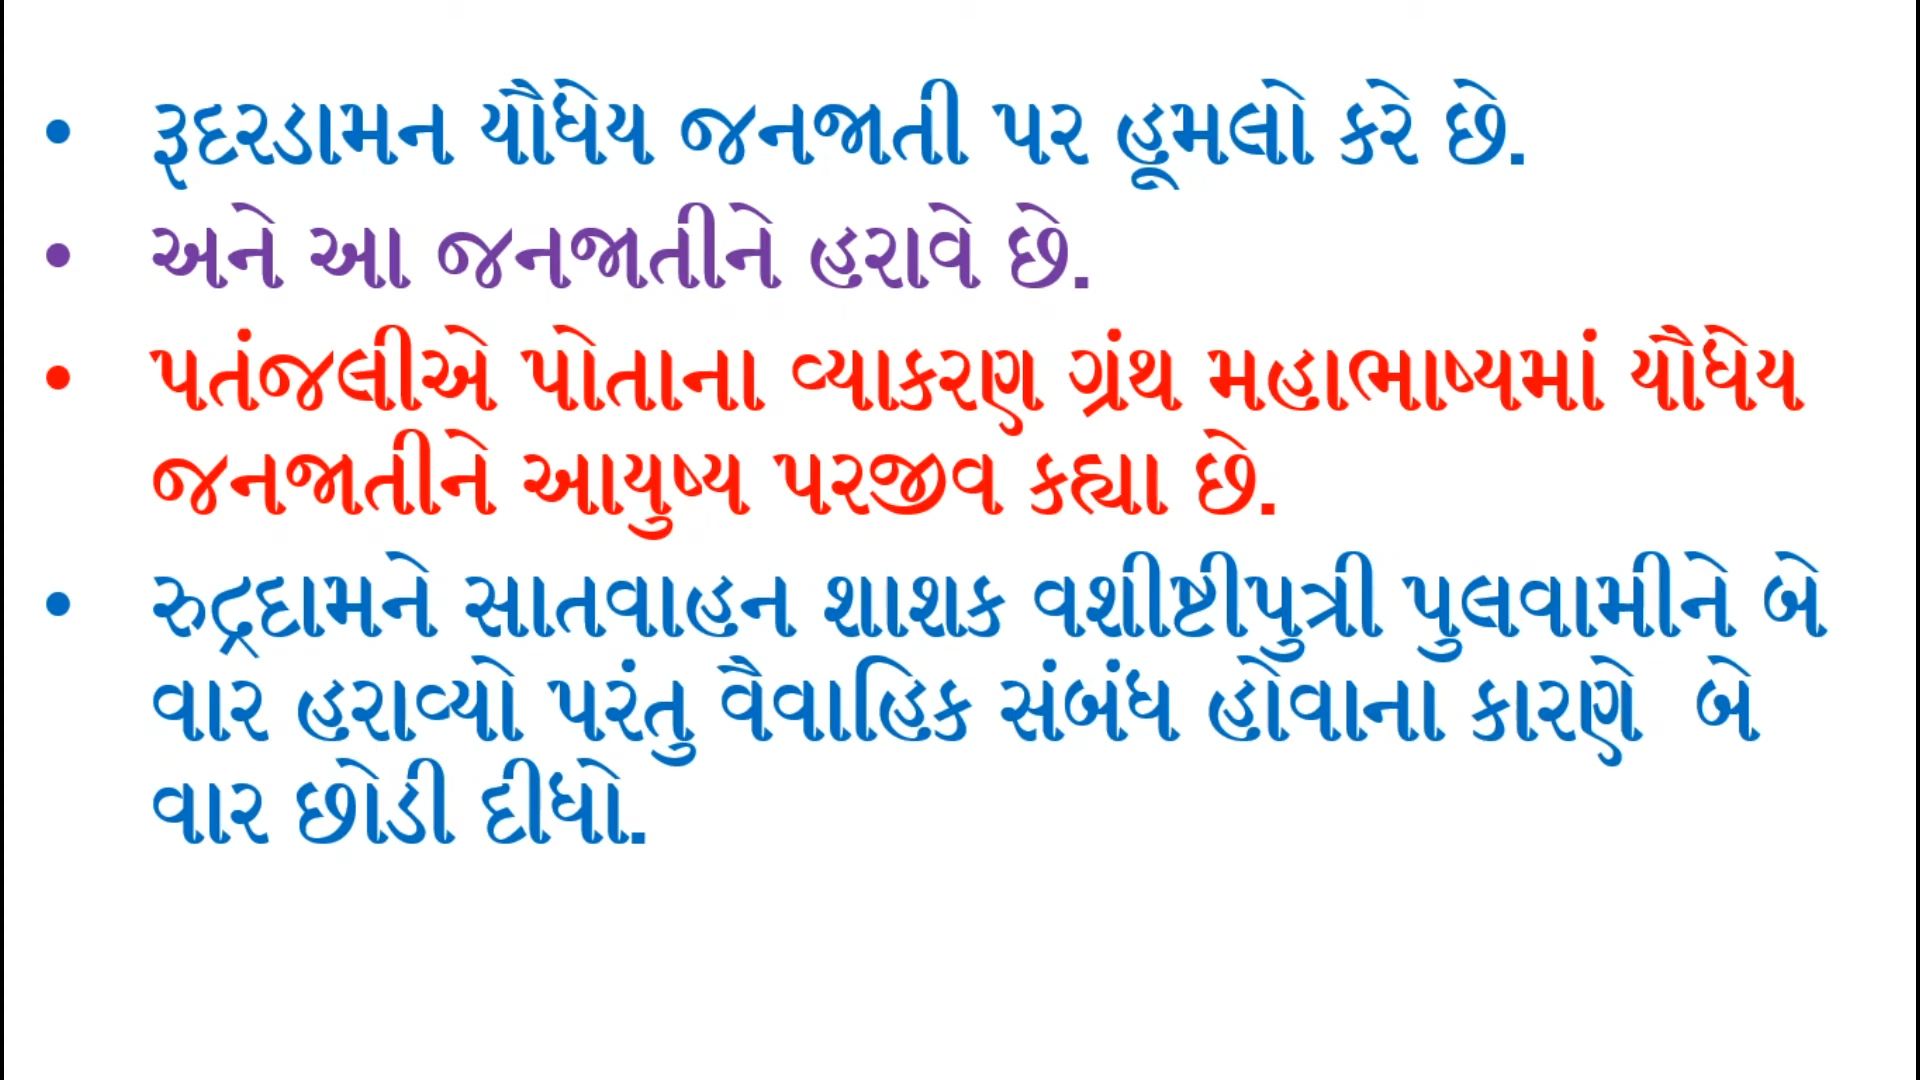 • રૂદરડામન યૌધેય જનજાતી પર હૂમલો કરે છે.
• અને આ જનજાતીને હરાવે છે.
• પતંજલીએ પોતાના વ્યાકરણ ગ્રંથ મહાભાષ્યમાં યૌધેય
જનજાતીને આયુષ્ય પરજીવ કહ્યા છે.
• રુટ્રદામને સાતવાહન શાશક વશીષ્ટીપુત્રી પુલવામીને બે
વાર હરાવ્યો પરંતુ વૈવાહિક સંબંધ હોવાના કારણે બે
વાર છોડી દીધો.